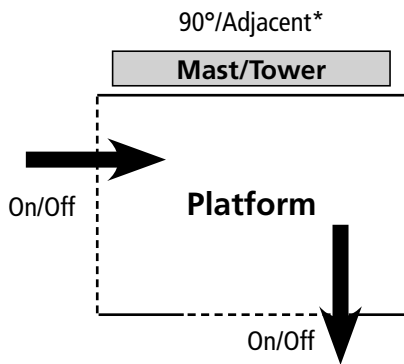 90°/Adjacent*
Mast/Tower
On/Off
Platform
On/Off